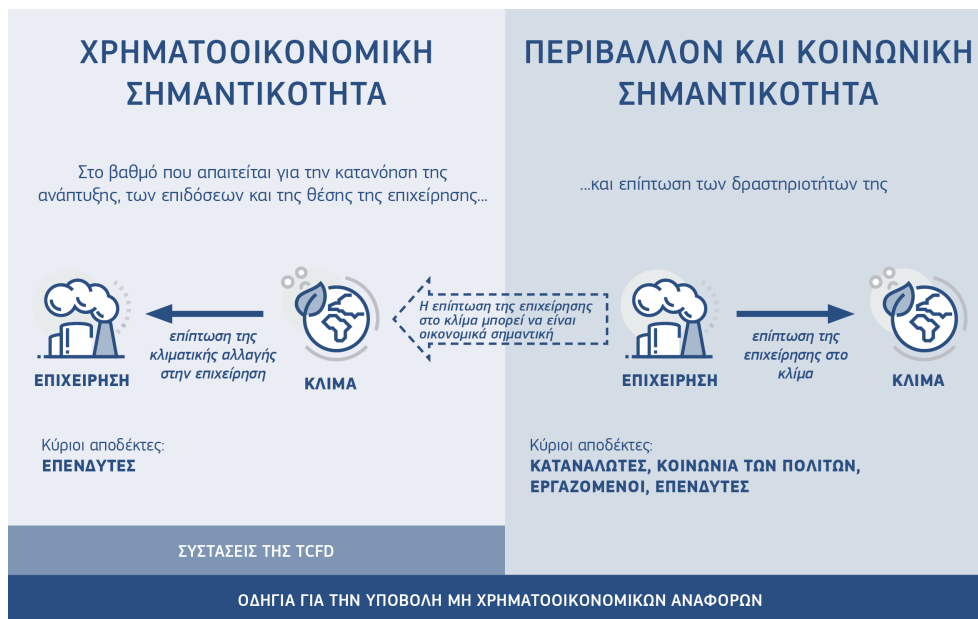 ΧΡΗΜΑΤΟΟΙΚΟΝΟΜΙΚΗ
ΣΗΜΑΝΤΙΚΟΤΗΤΑ
Στο βαθμό που απαιτείται για την κατανόηση της
ανάπτυξης, των επιδόσεων και της θέσης της επιχείρησης...
επίπτωση της
κλιματικής αλλαγής
στην επιχείρηση
ΕΠΙΧΕΙΡΗΣΗ
ΚΛΙΜΑ
Κύριοι αποδέκτες:
ΕΠΕΝΔΥΤΕΣ
ΣΥΣΤΑΣΕΙΣ ΤΗΣ TCFD
Η επίπτωση της επιχείρησης
στο κλίμα μπορεί να είναι
οικονομικά σημαντική
ΠΕΡΙΒΑΛΛΟΝ ΚΑΙ ΚΟΙΝΩΝΙΚΗ
ΣΗΜΑΝΤΙΚΟΤΗΤΑ
...και επίπτωση των δραστηριοτήτων της
επίπτωση της
επιχείρησης στο
κλίμα
ΕΠΙΧΕΙΡΗΣΗ
ΚΛΙΜΑ
Κύριοι αποδέκτες:
ΚΑΤΑΝΑΛΩΤΕΣ, ΚΟΙΝΩΝΙΑ ΤΩΝ ΠΟΛΙΤΩΝ,
ΕΡΓΑΖΟΜΕΝΟΙ, ΕΠΕΝΔΥΤΕΣ
ΟΔΗΓΙΑ ΓΙΑ ΤΗΝ ΥΠΟΒΟΛΗ ΜΗ ΧΡΗΜΑΤΟΟΙΚΟΝΟΜΙΚΩΝ ΑΝΑΦΟΡΩΝ